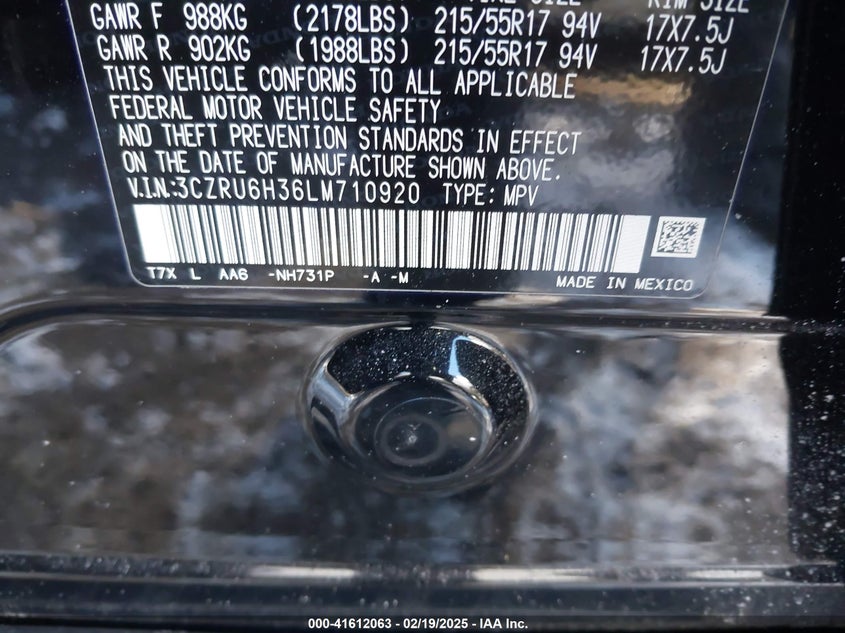 RIM SIZE
GAWR F 988KG (2178LBS) 215/55R17 94V 17X7.5J
GAWR R 902KG (1988LBS) 215/55R17 94V 17X7.5J
THIS VEHICLE CONFORMS TO ALL APPLICABLE
FEDERAL MOTOR VEHICLE SAFETY
AND THEFT PREVENTION STANDARDS IN EFFECT
ON THE DATE OF MANUFACTURE SHOWN ABOVE.
V.I.N.:3CZRU6H36LM710920 TYPE: MPV
T7X L AA6 -NH731P -A -M MADE IN MEXICO
000-41612063 - 02/19/2025 - IAA Inc.